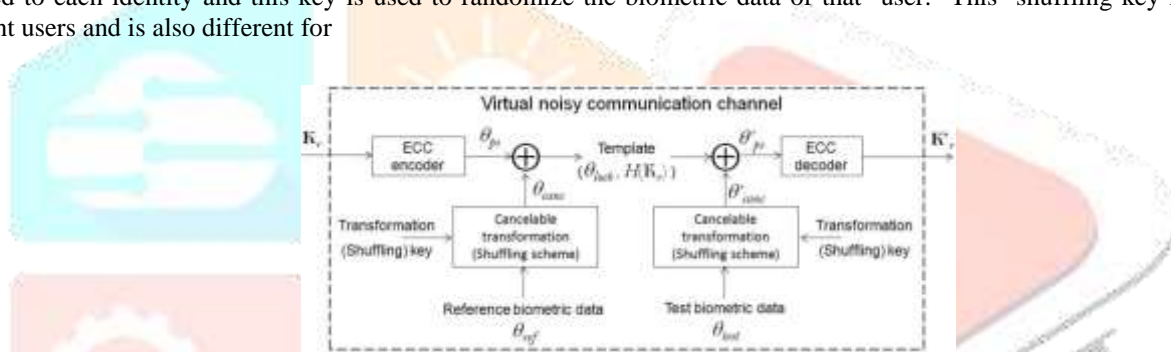 ed to each identity and this key is used to randomize the biometric data of that user. This shuffling key
nt users and is also different for
Virtual noisy communication channel
K_r
ECC
encoder
θ_ps
Template
(θ_lock, H(K_r))
θ'_ps
ECC
decoder
K'_r
θ_canc
θ'_canc
Transformation
(Shuffling) key
Cancelable
transformation
(Shuffling scheme)
Cancelable
transformation
(Shuffling scheme)
Transformation
(Shuffling) key
Reference biometric data
θ_ref
Test biometric data
θ_test